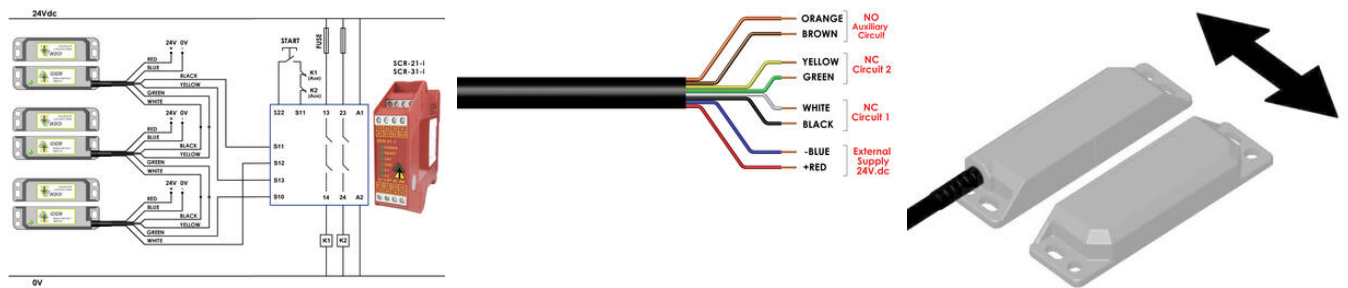 24Vdc
24V 0V
RED
BLUE
BLACK
YELLOW
GREEN
WHITE
24V 0V
RED
BLUE
BLACK
YELLOW
GREEN
WHITE
24V 0V
RED
BLUE
BLACK
YELLOW
GREEN
WHITE
START
K1
(Aux)
K2
(Aux)
FUSE
S22 S11 13 23 A1
S11
S12
S13
S10
14 24 A2
K1 K2
0V
SCR-21-i
SCR-31-i
ORANGE
BROWN
NO
Auxiliary
Circuit
YELLOW
GREEN
NC
Circuit 2
WHITE
BLACK
NC
Circuit 1
-BLUE
+RED
External
Supply
24V.dc